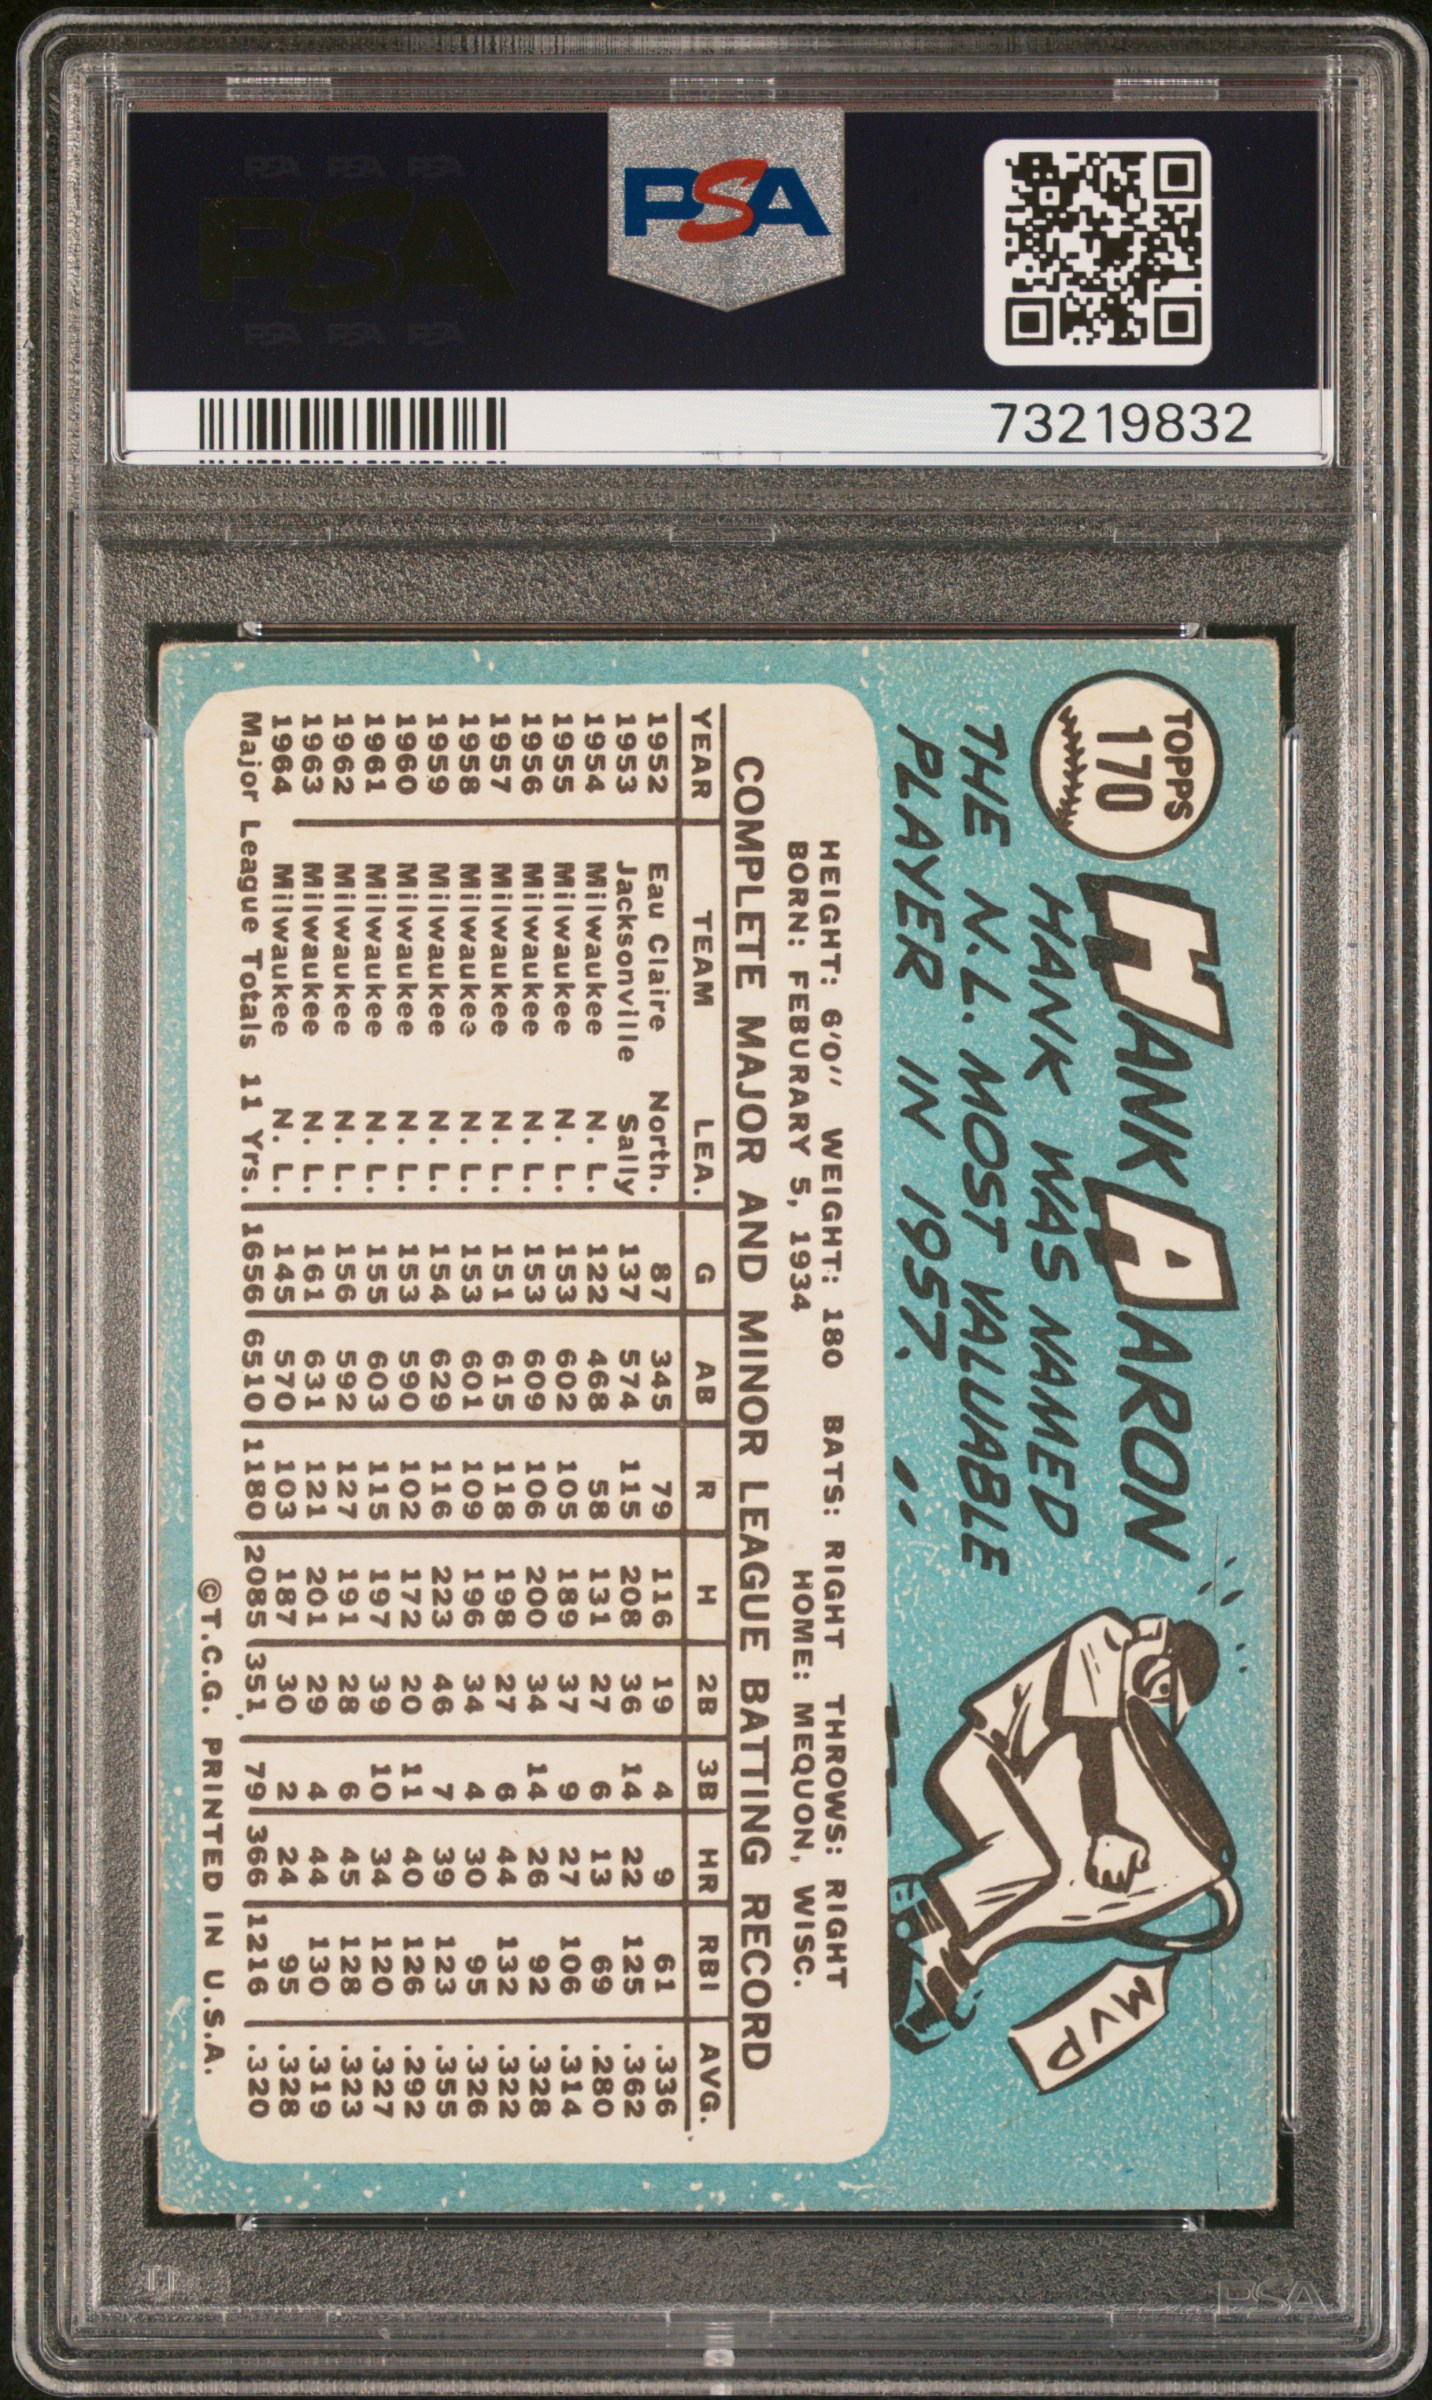 PSA PSA PSA
PSA
PSA PSA PSA
PSA
73219832
TOPPS
170
HANK AARON
HANK WAS NAMED
THE N.L. MOST VALUABLE
PLAYER IN 1957.
MVP
HEIGHT: 6'0" WEIGHT: 180 BATS: RIGHT THROWS: RIGHT
BORN: FEBURARY 5, 1934 HOME: MEQUON, WISC.
COMPLETE MAJOR AND MINOR LEAGUE BATTING RECORD
YEAR TEAM LEA. G AB R H 2B 3B HR RBI AVG.
1952 Eau Claire North. 87 345 79 116 19 4 9 61 .336
1953 Jacksonville Sally 137 574 115 208 36 14 22 125 .362
1954 Milwaukee N. L. 122 468 58 131 27 6 13 69 .280
1955 Milwaukee N. L. 153 602 105 189 37 9 27 106 .314
1956 Milwaukee N. L. 153 609 106 200 34 14 26 92 .328
1957 Milwaukee N. L. 151 615 118 198 27 6 44 132 .322
1958 Milwaukee N. L. 153 601 109 196 34 4 30 95 .326
1959 Milwaukee N. L. 154 629 116 223 46 7 39 123 .355
1960 Milwaukee N. L. 153 590 102 172 20 11 40 126 .292
1961 Milwaukee N. L. 155 603 115 197 39 10 34 120 .327
1962 Milwaukee N. L. 156 592 127 191 28 6 45 128 .323
1963 Milwaukee N. L. 161 631 121 201 29 4 44 130 .319
1964 Milwaukee N. L. 145 570 103 187 30 2 24 95 .328
Major League Totals 11 Yrs. 1656 6510 1180 2085 351 79 366 1216 .320
©T.C.G. PRINTED IN U.S.A.
PSA